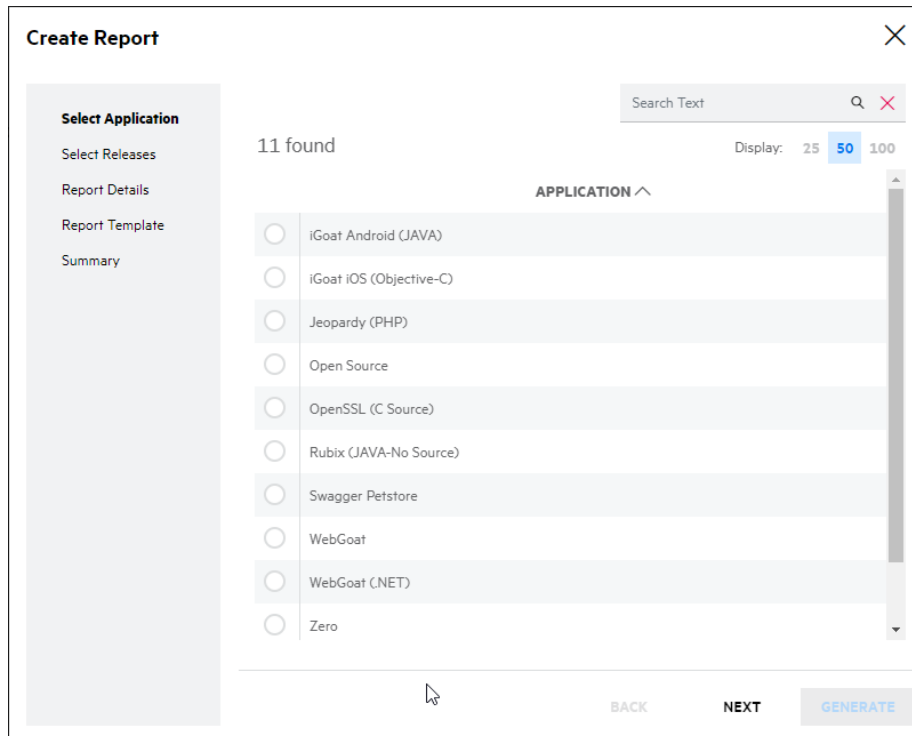 Create Report
Select Application
Select Releases
Report Details
Report Template
Summary
Search Text
11 found
Display: 25 50 100
APPLICATION
iGoat Android (JAVA)
iGoat iOS (Objective-C)
Jeopardy (PHP)
Open Source
OpenSSL (C Source)
Rubix (JAVA-No Source)
Swagger Petstore
WebGoat
WebGoat (.NET)
Zero
BACK NEXT GENERATE